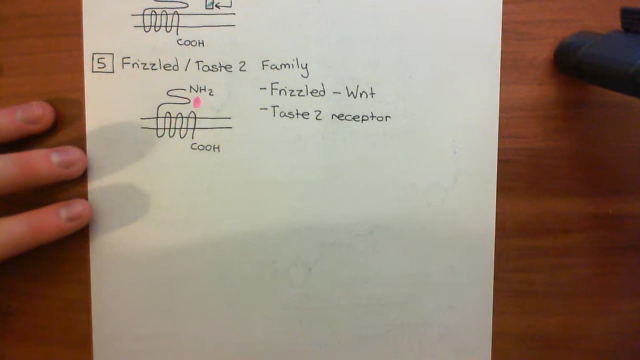 COOH
5 Frizzled / Taste 2 Family
NH2
- Frizzled - Wnt
- Taste 2 receptor
COOH